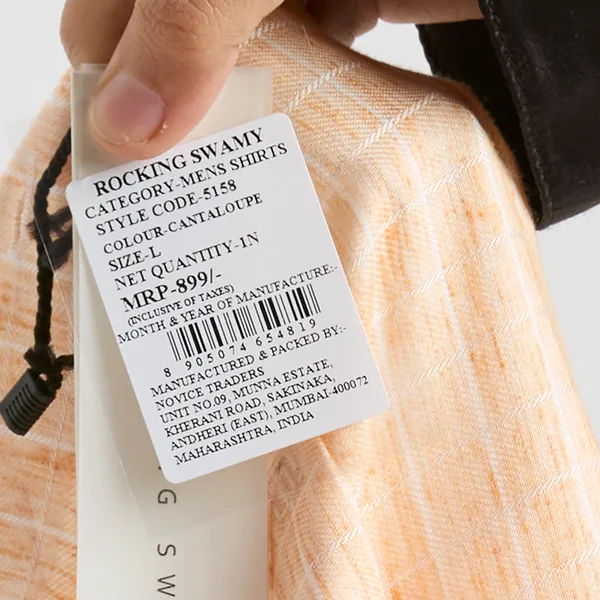 ROCKING SWAMY
CATEGORY-MENS SHIRTS
STYLE CODE-5158
COLOUR-CANTALOUPE
SIZE-L
NET QUANTITY-1N
MRP-899/-
(INCLUSIVE OF TAXES)
MONTH & YEAR OF MANUFACTURE:-
8 905074 654819
MANUFACTURED & PACKED BY:-
NOVICE TRADERS
UNIT NO.09, MUNNA ESTATE,
KHERANI ROAD, SAKINAKA,
ANDHERI (EAST), MUMBAI-400072
MAHARASHTRA, INDIA
G SW